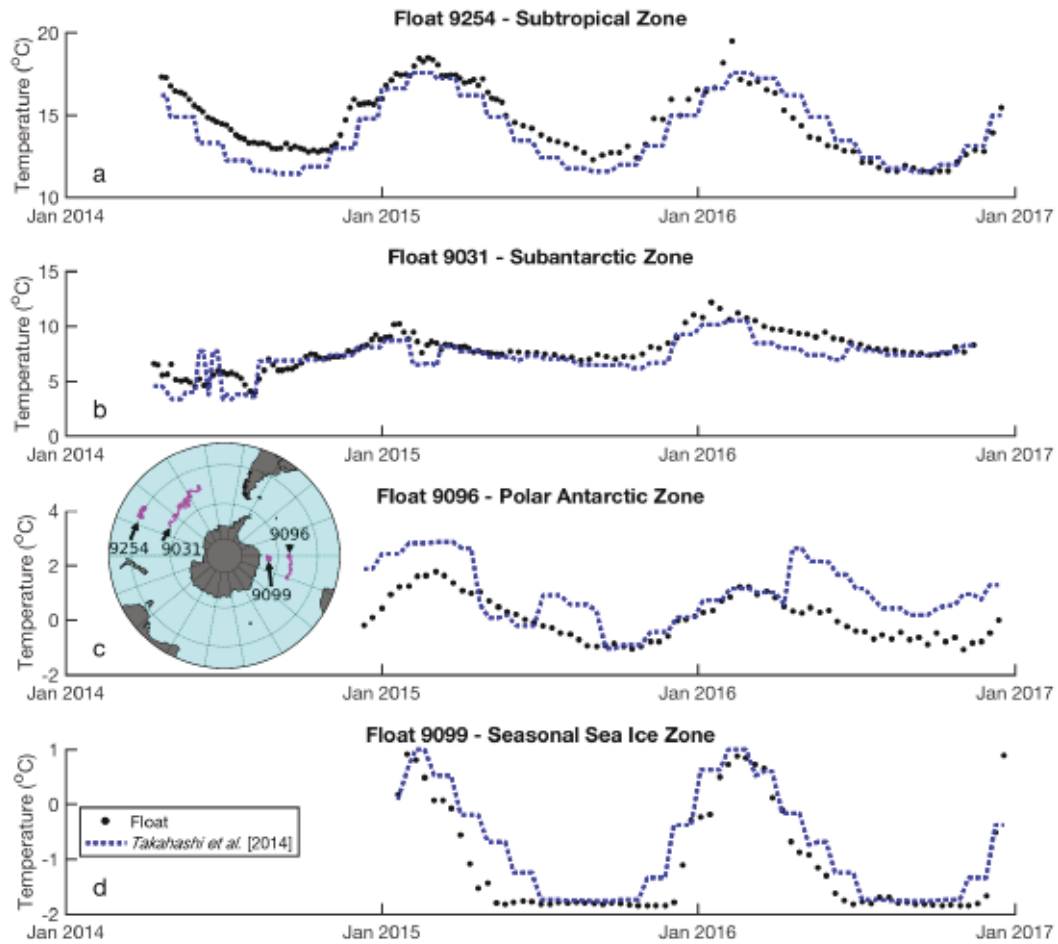 Float 9254 - Subtropical Zone
Temperature (°C)
20
15
10
a
Jan 2014 Jan 2015 Jan 2016 Jan 2017
Float 9031 - Subantarctic Zone
Temperature (°C)
15
10
5
0
b
Jan 2014 Jan 2015 Jan 2016 Jan 2017
Float 9096 - Polar Antarctic Zone
Temperature (°C)
4
2
0
-2
c
9254 9031 9096
9099
Jan 2014 Jan 2015 Jan 2016 Jan 2017
Float 9099 - Seasonal Sea Ice Zone
Temperature (°C)
1
0
-1
-2
Float
Takahashi et al. [2014]
d
Jan 2014 Jan 2015 Jan 2016 Jan 2017